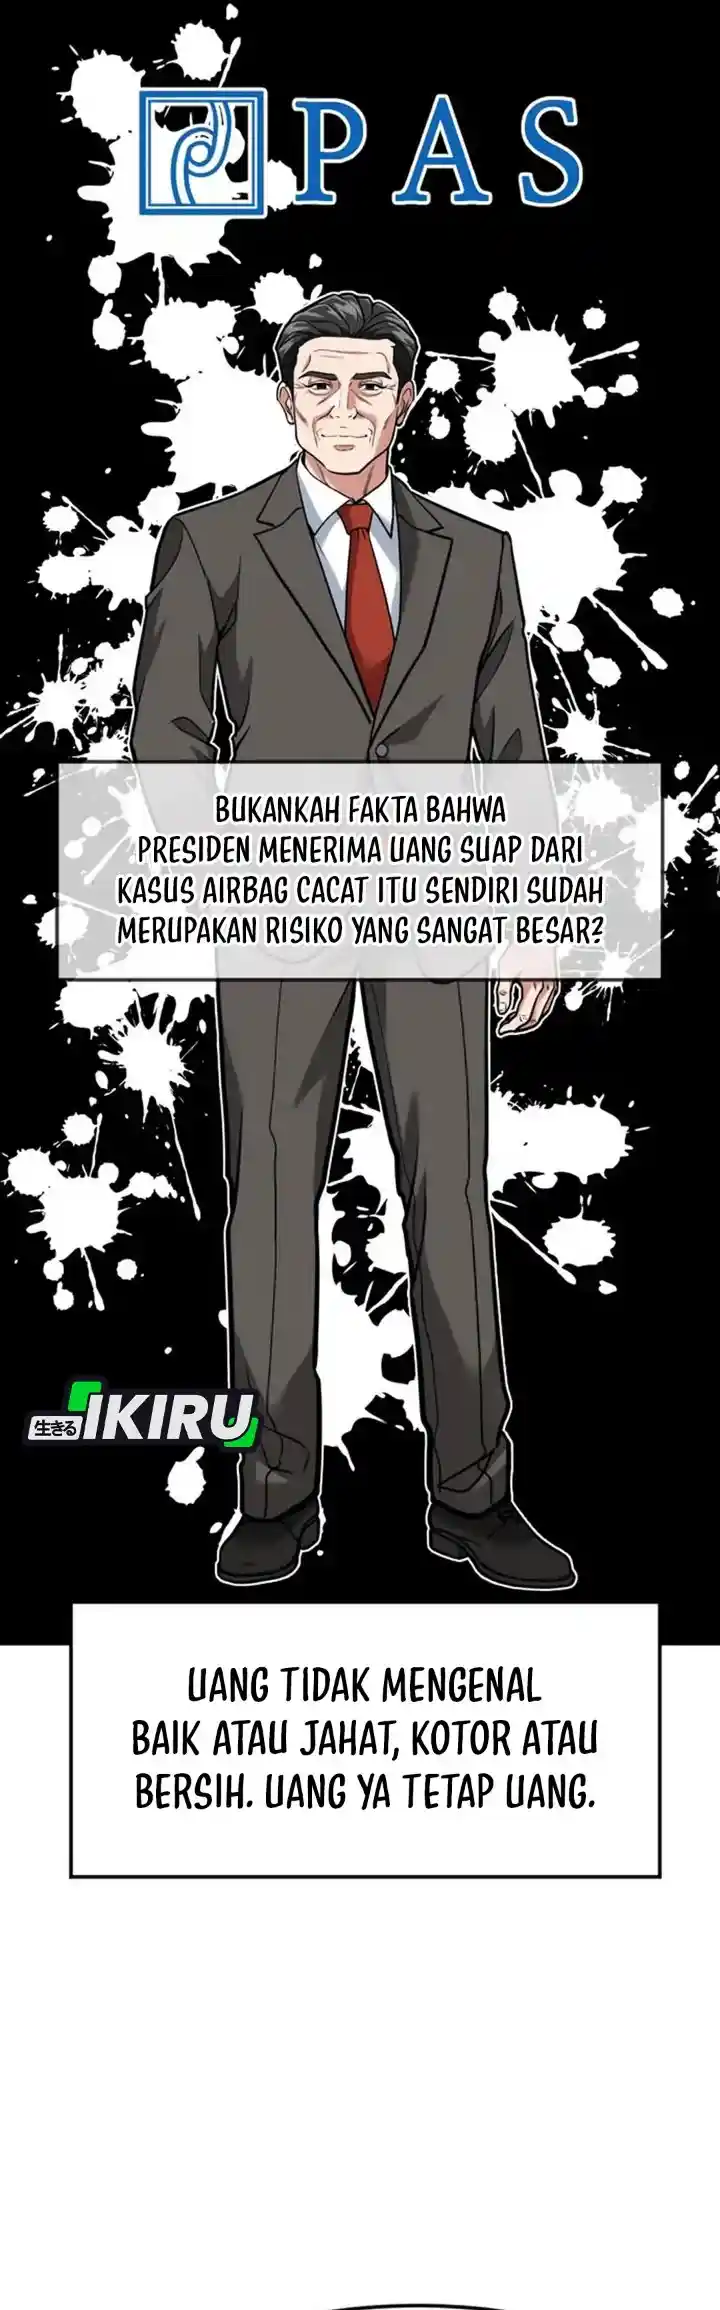 PAS
BUKANKAH FAKTA BAHWA
PRESIDEN MENERIMA UANG SUAP DARI
KASUS AIRBAG CACAT ITU SENDIRI SUDAH
MERUPAKAN RISIKO YANG SANGAT BESAR?
生きる IKIRU
UANG TIDAK MENGENAL
BAIK ATAU JAHAT, KOTOR ATAU
BERSIH. UANG YA TETAP UANG.